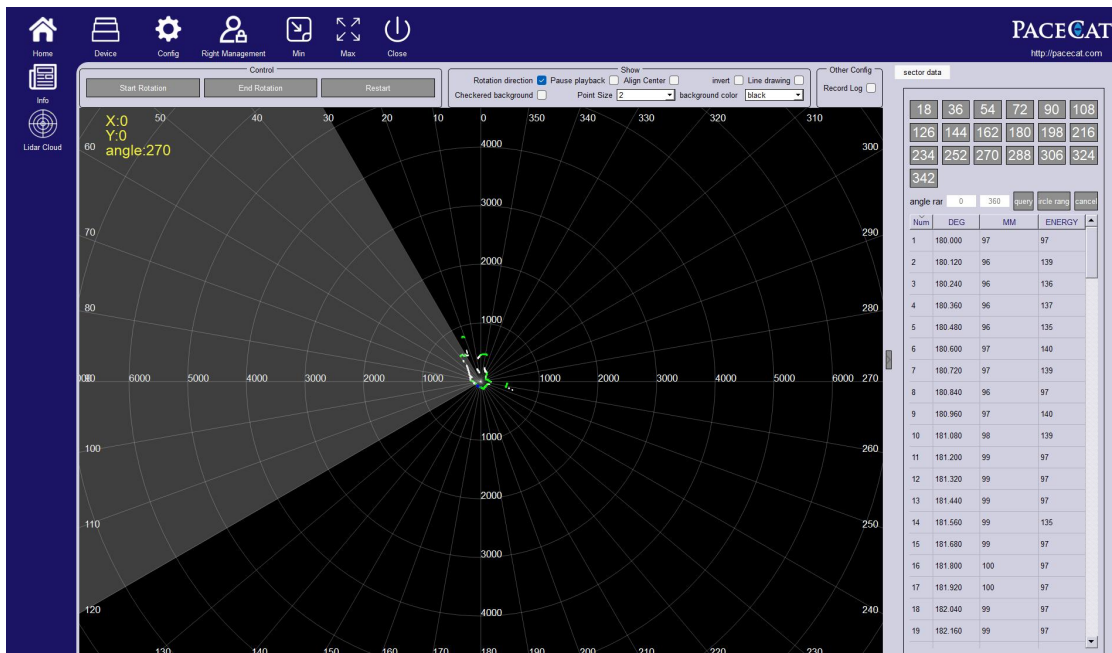 PACECAT
Home Device Config Right Management Min Max Close
http://pacecat.com
Info
Lidar Cloud
Control
Start Rotation End Rotation Restart
Show
Rotation direction Pause playback Align Center invert Line drawing
Checkered background Point Size 2 background color black
Other Config
Record Log
X:0
Y:0
angle:270
50 40 30 20 10 0 350 340 330 320 310
60 4000 300
3000
70 290
2000
80 280
1000
6000 5000 4000 3000 2000 1000 1000 2000 3000 4000 5000 6000 270
1000
100 260
2000
110 250
3000
120 4000 240
130 140 150 160 170 180 190 200 210 220 230
sector data
18 36 54 72 90 108
126 144 162 180 198 216
234 252 270 288 306 324
342
angle rar 0 360 query ircle rang cancel
Num DEG MM ENERGY
1 180.000 97 97
2 180.120 96 139
3 180.240 96 136
4 180.360 96 137
5 180.480 96 135
6 180.600 97 140
7 180.720 97 139
8 180.840 96 97
9 180.960 97 140
10 181.080 98 139
11 181.200 99 97
12 181.320 99 97
13 181.440 99 97
14 181.560 99 135
15 181.680 99 97
16 181.800 100 97
17 181.920 100 97
18 182.040 99 97
19 182.160 99 97